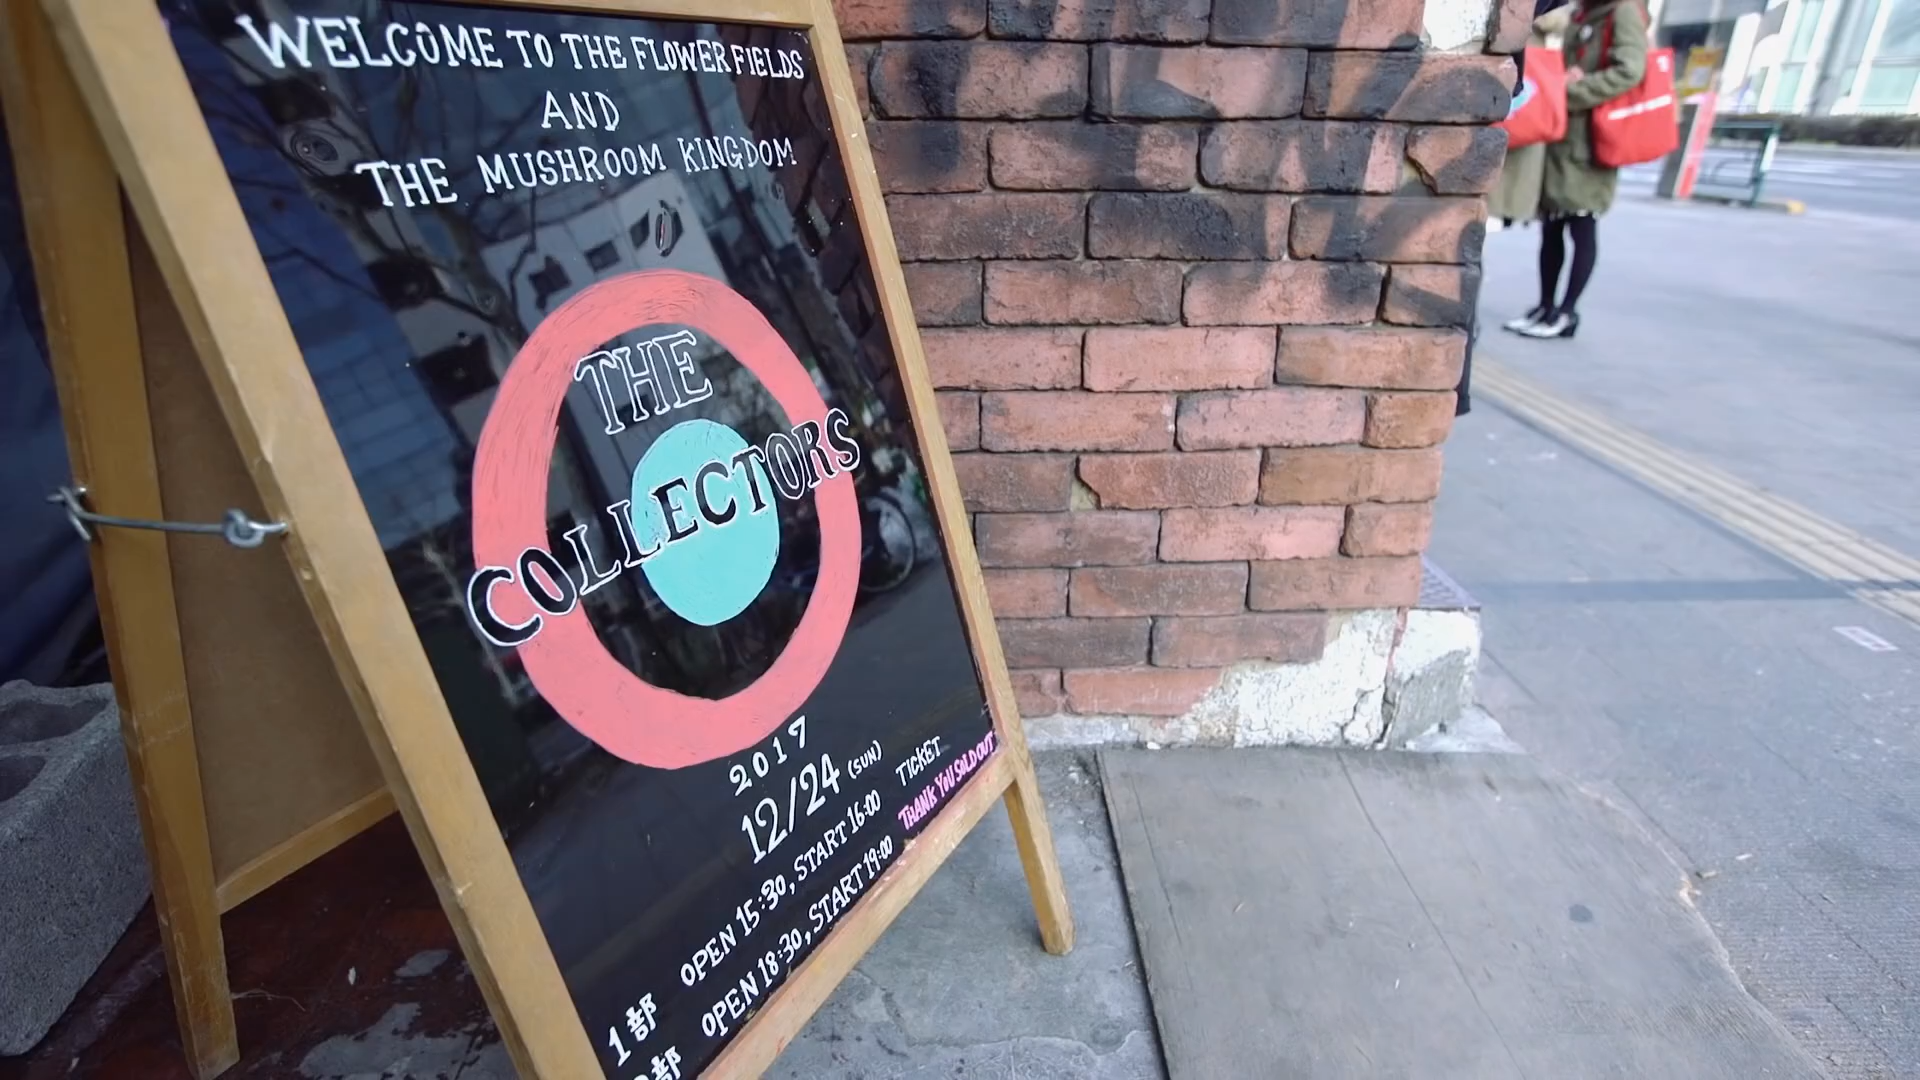 WELCOME TO THE FLOWER FIELDS
AND
THE MUSHROOM KINGDOM
THE
COLLECTORS
2017
12/24 (SUN)
TICKET
THANK YOU SOLD OUT
1部 OPEN 15:30, START 16:00
部 OPEN 18:30, START 19:00